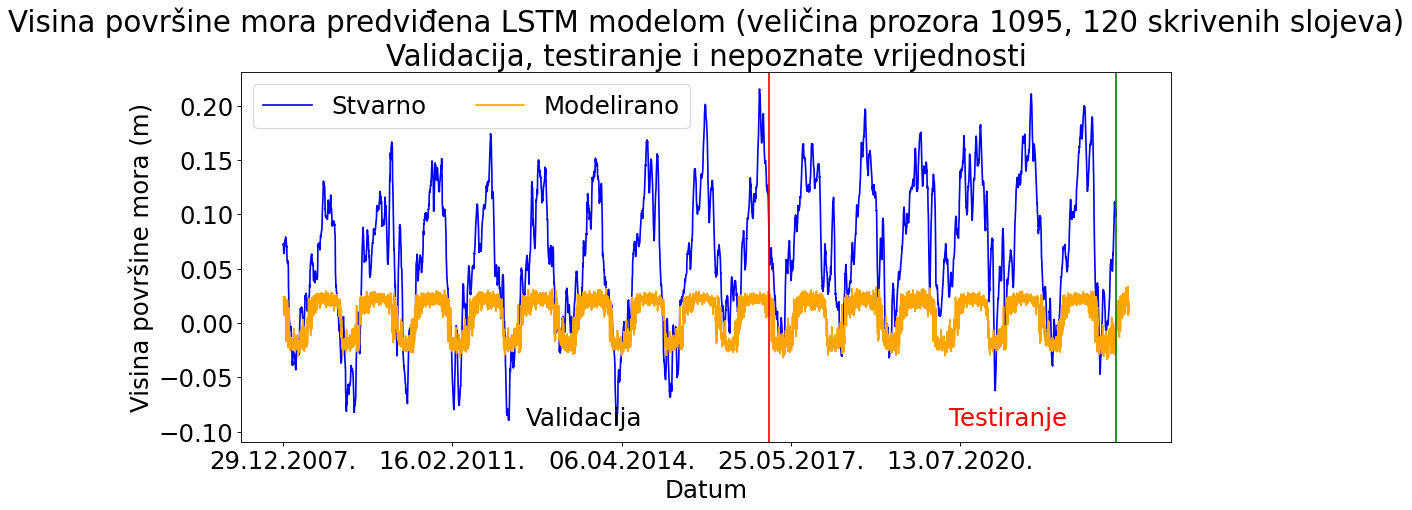 Visina površine mora predviđena LSTM modelom (veličina prozora 1095, 120 skrivenih slojeva)
Validacija, testiranje i nepoznate vrijednosti
Stvarno Modelirano
Visina površine mora (m)
0.20
0.15
0.10
0.05
0.00
−0.05
−0.10
Validacija Testiranje
29.12.2007. 16.02.2011. 06.04.2014. 25.05.2017. 13.07.2020.
Datum